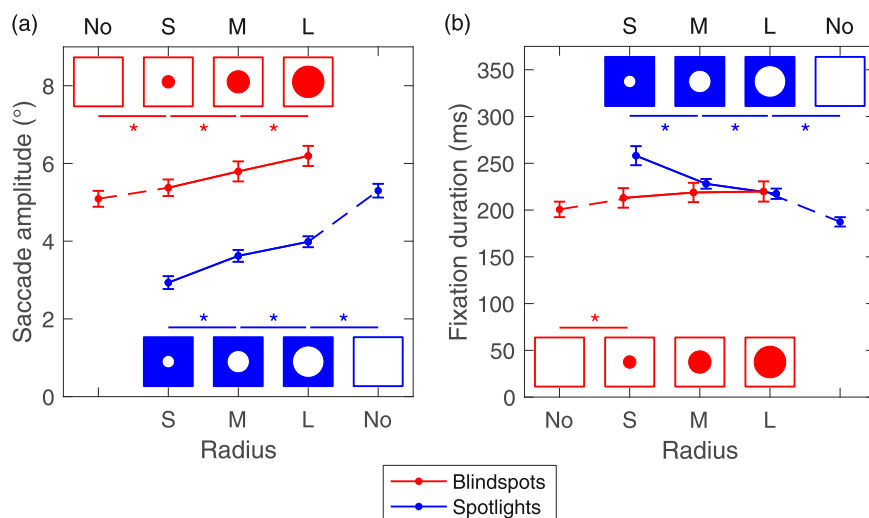 (a)
No S M L
Saccade amplitude (°)
8
6
4
2
0
* * *
* * *
S M L No
Radius
(b)
S M L No
Fixation duration (ms)
350
300
250
200
150
100
50
0
* * *
*
No S M L
Radius
Blindspots
Spotlights